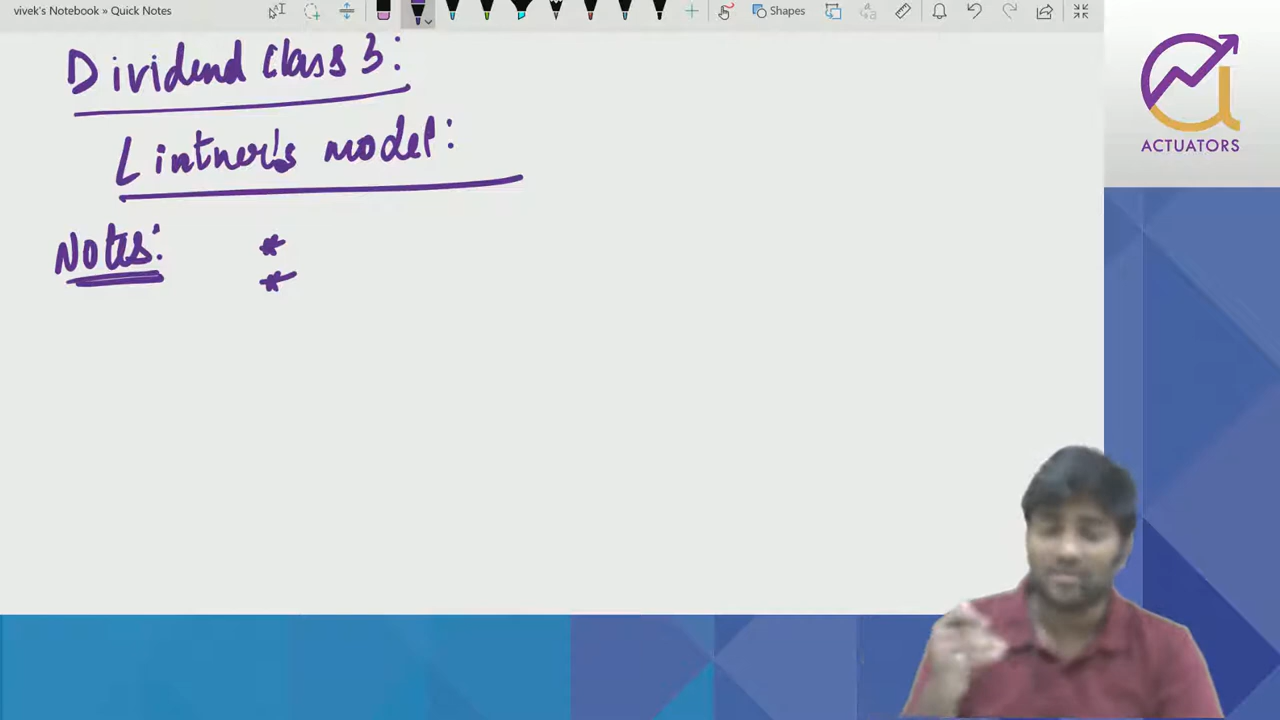 vivek's Notebook » Quick Notes
Shapes
Dividend Class 3:
Lintner's model:
Notes: *
*
ACTUATORS